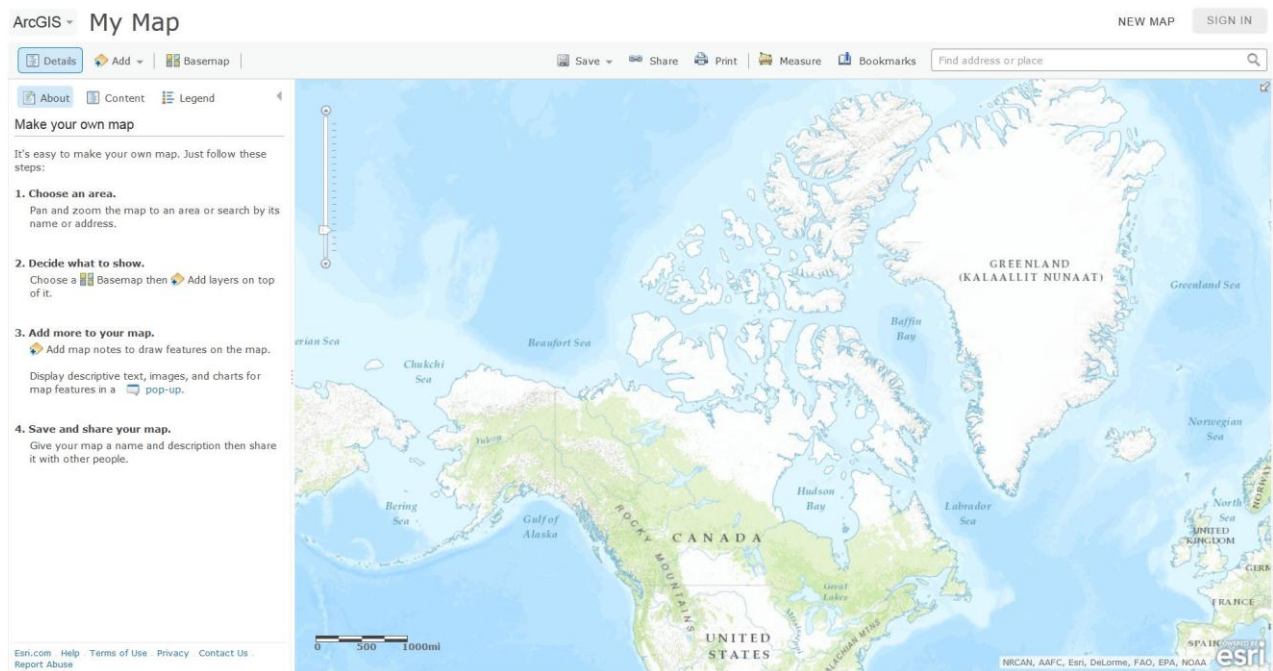 ArcGIS My Map
NEW MAP SIGN IN
Details Add Basemap
Save Share Print Measure Bookmarks Find address or place
About Content Legend
Make your own map
It's easy to make your own map. Just follow these
steps:
1. Choose an area.
Pan and zoom the map to an area or search by its
name or address.
2. Decide what to show.
Choose a Basemap then Add layers on top
of it.
3. Add more to your map.
Add map notes to draw features on the map.
Display descriptive text, images, and charts for
map features in a pop-up.
4. Save and share your map.
Give your map a name and description then share
it with other people.
Esri.com Help Terms of Use Privacy Contact Us
Report Abuse
GREENLAND
(KALAALLIT NUNAAT)
Greenland Sea
Baffin
Bay
erian Sea
Beaufort Sea
Chukchi
Sea
Norwegian
Sea
Yukon
Hudson
Bay
Labrador
Sea
Bering
Sea
Gulf of
Alaska
North
Sea
NORWAY
UNITED
KINGDOM
ROCKY MOUNTAINS
CANADA
GERM
Great
Lakes
FRANCE
UNITED
STATES
SPAIN
0 500 1000mi
NRCAN, AAFC, Esri, DeLorme, FAO, EPA, NOAA
POWERED BY
esri